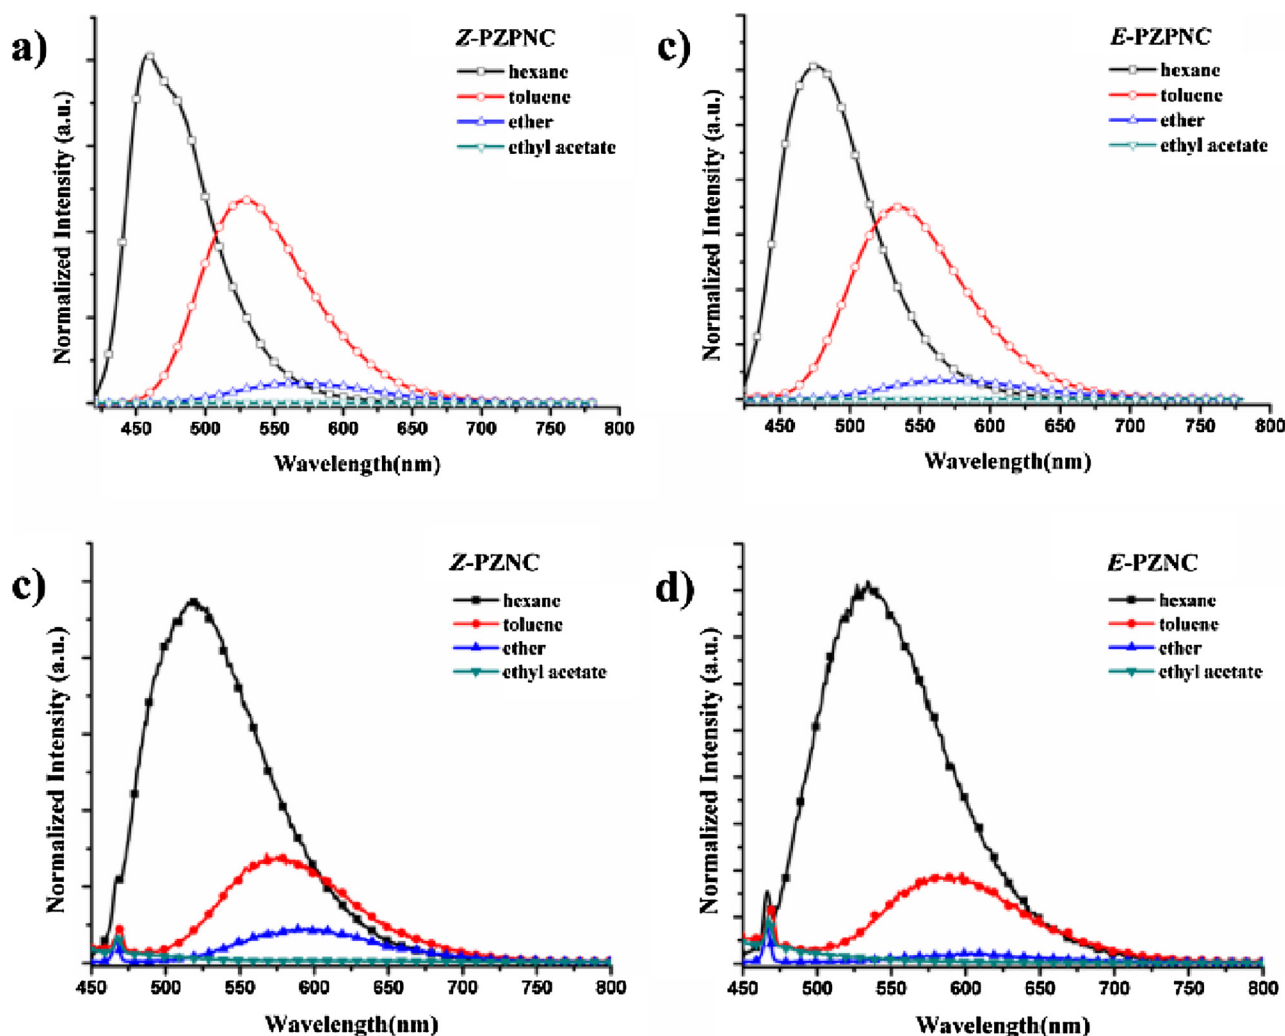 a)
Z-PZPNC
hexane
toluene
ether
ethyl acetate
Normalized Intensity (a.u.)
450 500 550 600 650 700 750 800
Wavelength(nm)
c)
E-PZPNC
hexane
toluene
ether
ethyl acetate
Normalized Intensity (a.u.)
450 500 550 600 650 700 750 800
Wavelength(nm)
c)
Z-PZNC
hexane
toluene
ether
ethyl acetate
Normalized Intensity (a.u.)
450 500 550 600 650 700 750 800
Wavelength(nm)
d)
E-PZNC
hexane
toluene
ether
ethyl acetate
Normalized Intensity (a.u.)
450 500 550 600 650 700 750 800
Wavelength(nm)